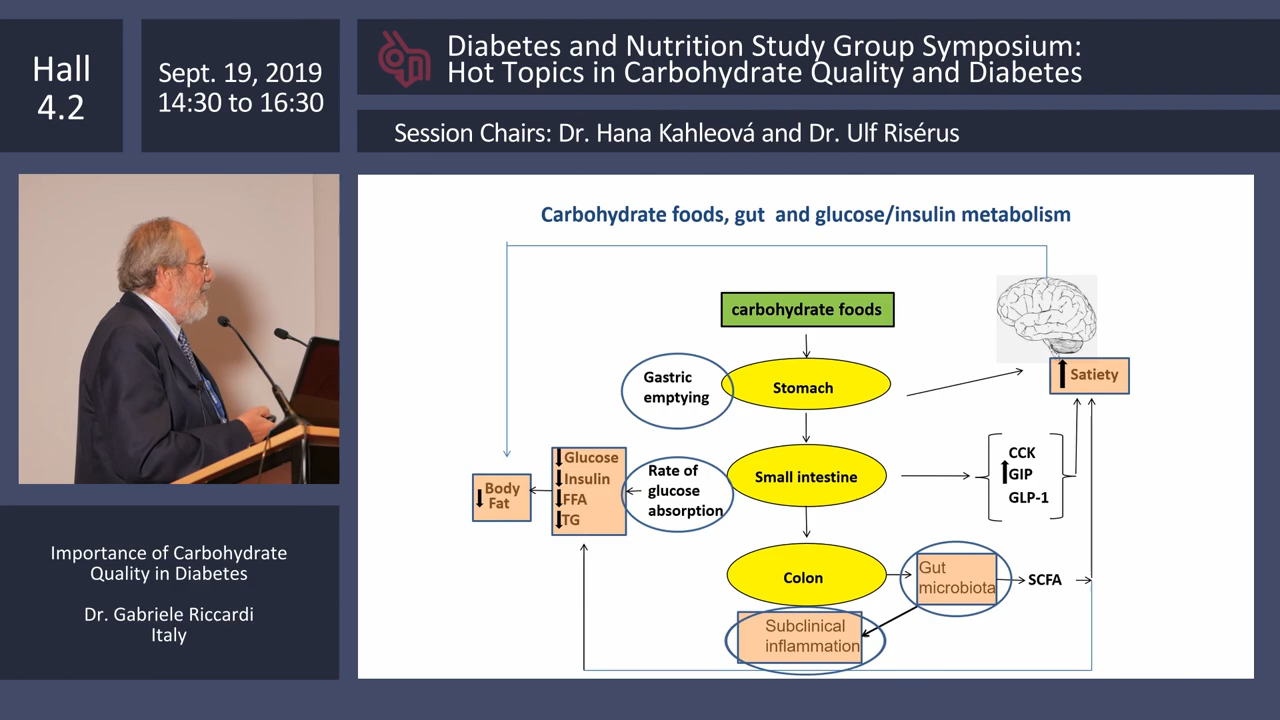 Hall
4.2
Sept. 19, 2019
14:30 to 16:30
Diabetes and Nutrition Study Group Symposium:
Hot Topics in Carbohydrate Quality and Diabetes
Session Chairs: Dr. Hana Kahleová and Dr. Ulf Risérus
Carbohydrate foods, gut and glucose/insulin metabolism
carbohydrate foods
Gastric
emptying
Stomach
Satiety
Body
Fat
Glucose
Insulin
FFA
TG
Rate of
glucose
absorption
Small intestine
CCK
GIP
GLP-1
Colon
Gut
microbiota
SCFA
Subclinical
inflammation
Importance of Carbohydrate
Quality in Diabetes
Dr. Gabriele Riccardi
Italy